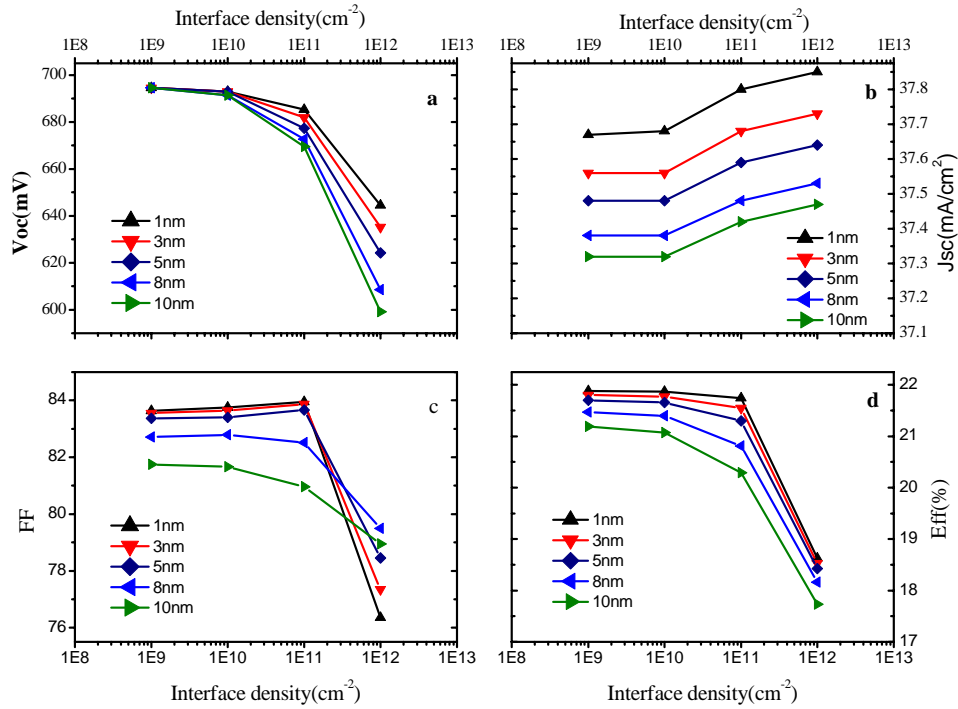 Interface density(cm-2) Interface density(cm-2)
1E8 1E9 1E10 1E11 1E12 1E13 1E8 1E9 1E10 1E11 1E12 1E13
a
b
700
680
660
640
620
600
Voc(mV)
1nm
3nm
5nm
8nm
10nm
37.8
37.7
37.6
37.5
37.4
37.3
37.2
37.1
Jsc(mA/cm2)
1nm
3nm
5nm
8nm
10nm
c
84
82
80
78
76
FF
1nm
3nm
5nm
8nm
10nm
1E8 1E9 1E10 1E11 1E12 1E13
Interface density(cm-2)
d
22
21
20
19
18
17
Eff(%)
1nm
3nm
5nm
8nm
10nm
1E8 1E9 1E10 1E11 1E12 1E13
Interface density(cm-2)